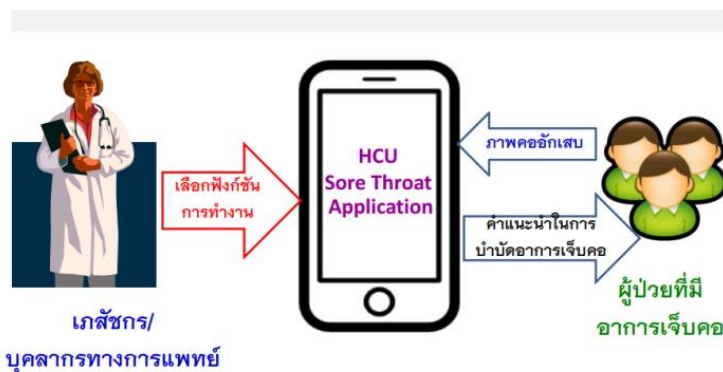 เลือกฟังก์ชัน
การทำงาน
เภสัชกร/
บุคลากรทางการแพทย์
HCU
Sore Throat
Application
ภาพคออักเสบ
คำแนะนำในการ
บำบัดอาการเจ็บคอ
ผู้ป่วยที่มี
อาการเจ็บคอ